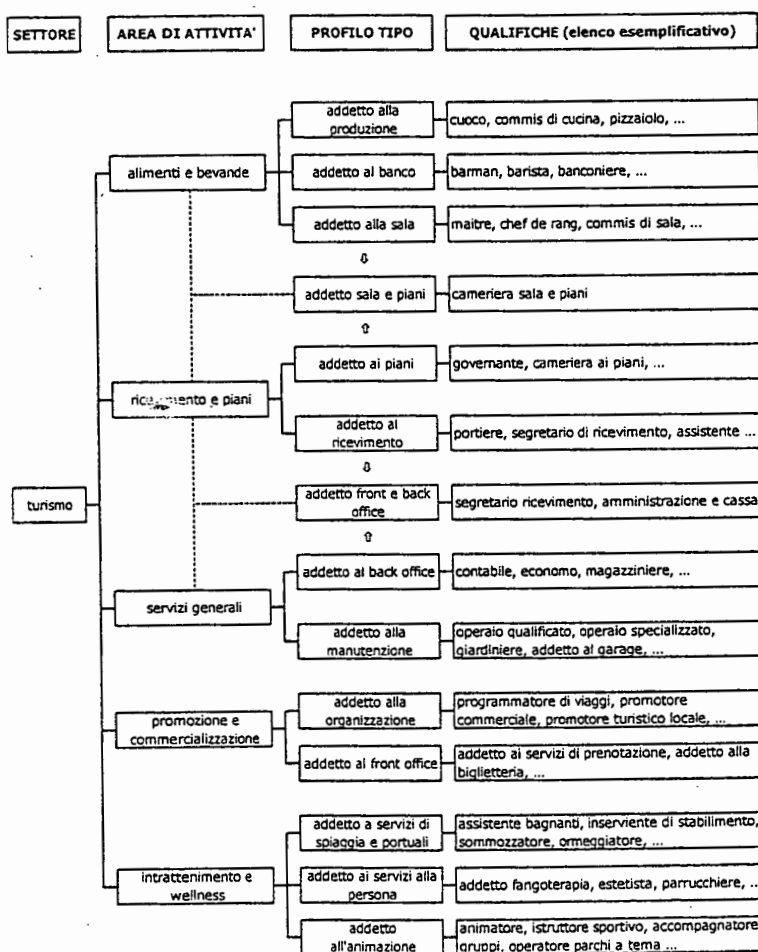 SETTORE
AREA DI ATTIVITA'
PROFILO TIPO
QUALIFICHE (elenco esemplificativo)
alimenti e bevande
addetto alla
produzione
cuoco, commis di cucina, pizzaiolo, ...
addetto al banco
barman, barista, banconiere, ...
addetto alla sala
maitre, chef de rang, commis di sala, ...
addetto sala e piani
cameriera sala e piani
ricevimento e piani
addetto ai piani
governante, cameriera ai piani, ...
addetto al
ricevimento
portiere, segretario di ricevimento, assistente ...
turismo
addetto front e back
office
segretario ricevimento, amministrazione e cassa
servizi generali
addetto al back office
contabile, economo, magazziniere, ...
addetto alla
manutenzione
operaio qualificato, operaio specializzato,
giardiniere, addetto al garage, ...
promozione e
commercializzazione
addetto alla
organizzazione
programmatore di viaggi, promotore
commerciale, promotore turistico locale, ...
addetto al front office
addetto ai servizi di prenotazione, addetto alla
biglietteria, ...
intrattenimento e
wellness
addetto a servizi di
spiaggia e portuali
assistente bagnanti, inserviente di stabilimento,
sommozzatore, ormeggiatore, ...
addetto ai servizi alla
persona
addetto fangoterapia, estetista, parrucchiere, ...
addetto
all'animazione
animatore, istruttore sportivo, accompagnatore
gruppi, operatore parchi a tema ...